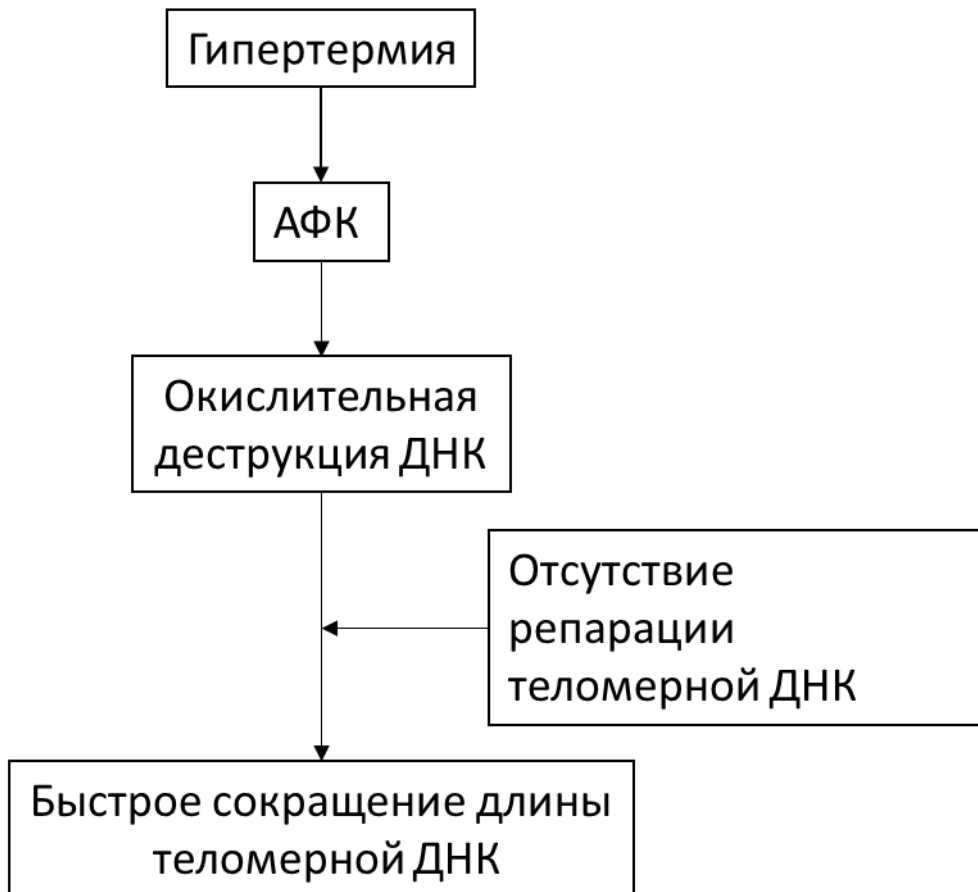 Гипертермия
АФК
Окислительная
деструкция ДНК
Отсутствие
репарации
теломерной ДНК
Быстрое сокращение длины
теломерной ДНК